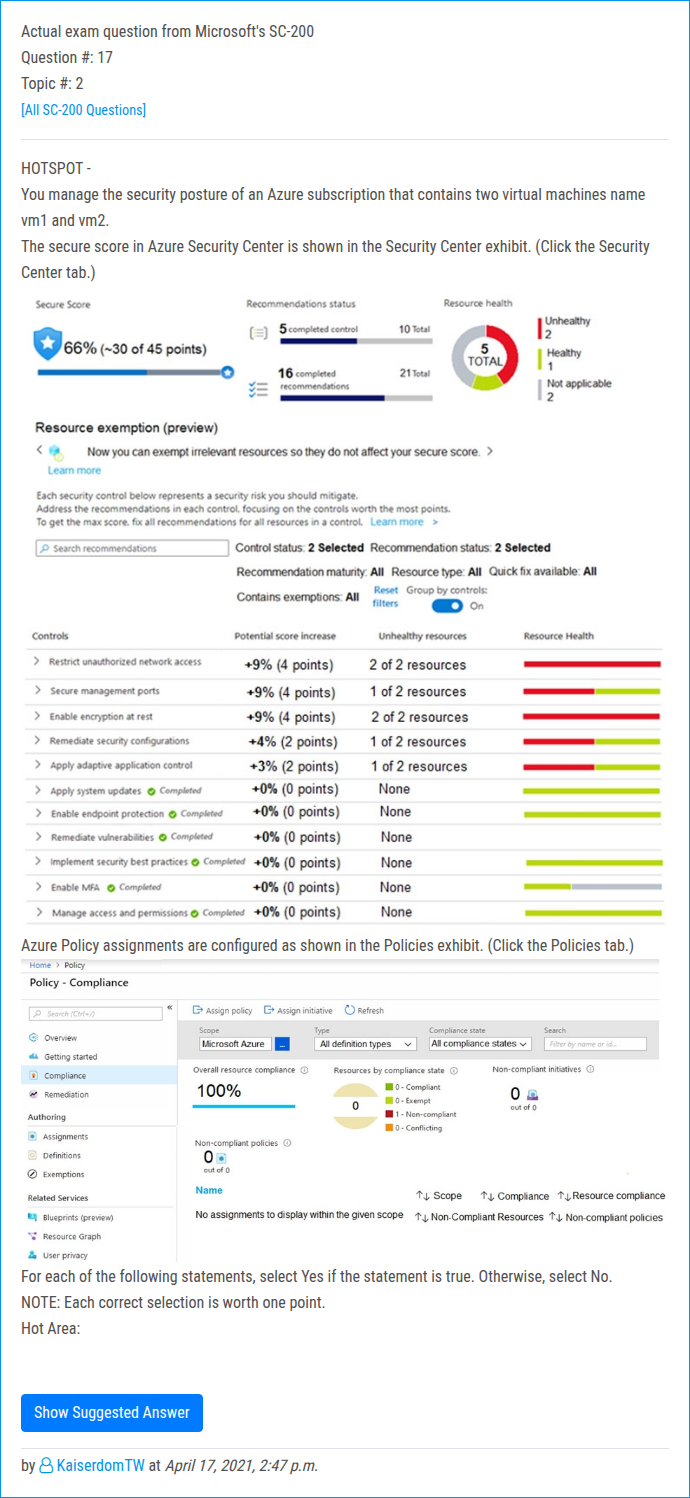 Actual exam question from Microsoft's SC-200
Question #: 17
Topic #: 2
[All SC-200 Questions]
HOTSPOT -
You manage the security posture of an Azure subscription that contains two virtual machines name
vm1 and vm2.
The secure score in Azure Security Center is shown in the Security Center exhibit. (Click the Security
Center tab.)
Secure Score
66% (~30 of 45 points)
Recommendations status
5 completed control 10 Total
16 completed recommendations 21 Total
Resource health
5 TOTAL
Unhealthy
2
Healthy
1
Not applicable
2
Resource exemption (preview)
Now you can exempt irrelevant resources so they do not affect your secure score. >
Learn more
Each security control below represents a security risk you should mitigate.
Address the recommendations in each control, focusing on the controls worth the most points.
To get the max score, fix all recommendations for all resources in a control. Learn more >
Search recommendations
Control status: 2 Selected Recommendation status: 2 Selected
Recommendation maturity: All Resource type: All Quick fix available: All
Contains exemptions: All Reset filters Group by controls: On
Controls Potential score increase Unhealthy resources Resource Health
> Restrict unauthorized network access +9% (4 points) 2 of 2 resources
> Secure management ports +9% (4 points) 1 of 2 resources
> Enable encryption at rest +9% (4 points) 2 of 2 resources
> Remediate security configurations +4% (2 points) 1 of 2 resources
> Apply adaptive application control +3% (2 points) 1 of 2 resources
> Apply system updates Completed +0% (0 points) None
> Enable endpoint protection Completed +0% (0 points) None
> Remediate vulnerabilities Completed +0% (0 points) None
> Implement security best practices Completed +0% (0 points) None
> Enable MFA Completed +0% (0 points) None
> Manage access and permissions Completed +0% (0 points) None
Azure Policy assignments are configured as shown in the Policies exhibit. (Click the Policies tab.)
Home > Policy
Policy - Compliance
Search (Ctrl+/)
«
Overview
Getting started
Compliance
Remediation
Authoring
Assignments
Definitions
Exemptions
Related Services
Blueprints (preview)
Resource Graph
User privacy
Assign policy Assign initiative Refresh
Scope Type Compliance state Search
Microsoft Azure ... All definition types All compliance states Filter by name or id...
Overall resource compliance
100%
Resources by compliance state
0
0 - Compliant
0 - Exempt
1 - Non-compliant
0 - Conflicting
Non-compliant initiatives
0
out of 0
Non-compliant policies
0
out of 0
Name ↑↓ Scope ↑↓ Compliance ↑↓ Resource compliance
No assignments to display within the given scope ↑↓ Non-Compliant Resources ↑↓ Non-compliant policies
For each of the following statements, select Yes if the statement is true. Otherwise, select No.
NOTE: Each correct selection is worth one point.
Hot Area:
Show Suggested Answer
by KaiserdomTW at April 17, 2021, 2:47 p.m.